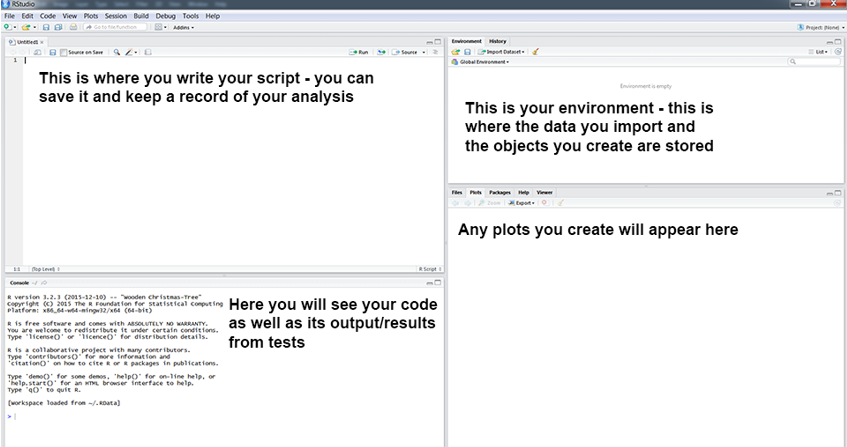 RStudio
File Edit Code View Plots Session Build Debug Tools Help
Go to file/function Addins
Project: (None)
Untitled1
Source on Save Run Source
1
This is where you write your script - you can
save it and keep a record of your analysis
1:1 (Top Level) R Script
Console ~/
R version 3.2.3 (2015-12-10) -- "Wooden Christmas-Tree"
Copyright (C) 2015 The R Foundation for Statistical Computing
Platform: x86_64-w64-mingw32/x64 (64-bit)
R is free software and comes with ABSOLUTELY NO WARRANTY.
You are welcome to redistribute it under certain conditions.
Type 'license()' or 'licence()' for distribution details.
R is a collaborative project with many contributors.
Type 'contributors()' for more information and
'citation()' on how to cite R or R packages in publications.
Type 'demo()' for some demos, 'help()' for on-line help, or
'help.start()' for an HTML browser interface to help.
Type 'q()' to quit R.
[Workspace loaded from ~/.RData]
>
Here you will see your code
as well as its output/results
from tests
Environment History
Import Dataset List
Global Environment
Environment is empty
This is your environment - this is
where the data you import and
the objects you create are stored
Files Plots Packages Help Viewer
Zoom Export
Any plots you create will appear here